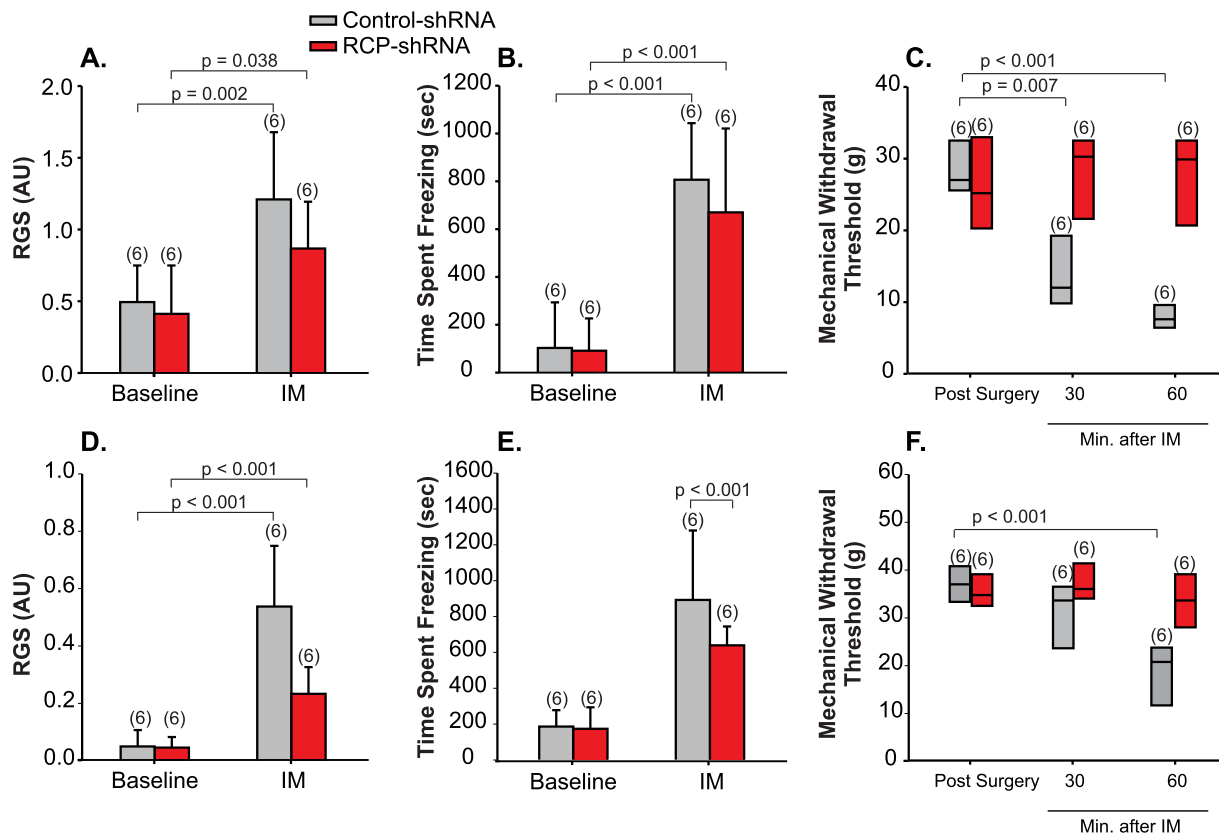 Control-shRNA
RCP-shRNA
A.
p = 0.038
p = 0.002
RGS (AU)
2.0
1.5
1.0
0.5
0.0
(6)
(6)
(6)
(6)
Baseline
IM
B.
p < 0.001
p < 0.001
Time Spent Freezing (sec)
1200
1000
800
600
400
200
0
(6)
(6)
(6)
(6)
Baseline
IM
C.
p < 0.001
p = 0.007
Mechanical Withdrawal
Threshold (g)
40
30
20
10
0
(6)
(6)
(6)
(6)
(6)
(6)
Post Surgery
30
60
Min. after IM
D.
p < 0.001
p < 0.001
RGS (AU)
1.0
0.8
0.6
0.4
0.2
0.0
(6)
(6)
(6)
(6)
Baseline
IM
E.
p < 0.001
Time Spent Freezing (sec)
1600
1400
1200
1000
800
600
400
200
0
(6)
(6)
(6)
(6)
Baseline
IM
F.
p < 0.001
Mechanical Withdrawal
Threshold (g)
60
50
40
30
20
10
0
(6)
(6)
(6)
(6)
(6)
(6)
Post Surgery
30
60
Min. after IM